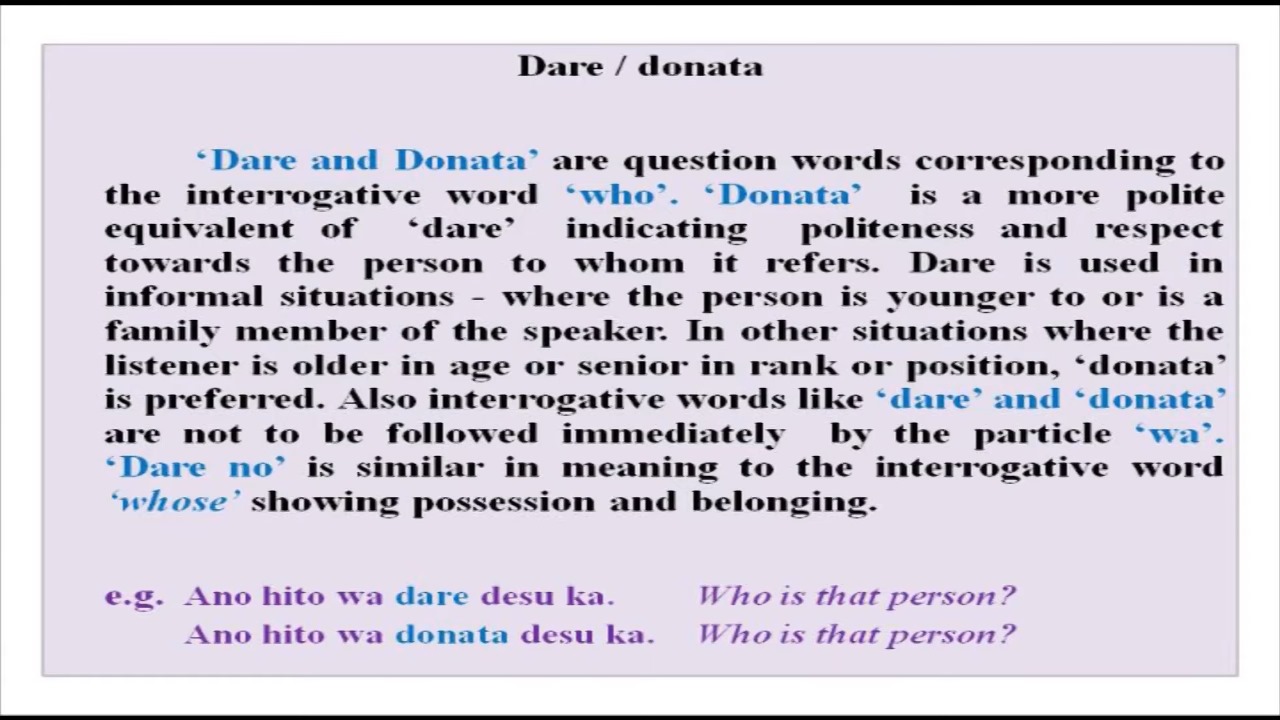 Dare / donata
‘Dare and Donata’ are question words corresponding to
the interrogative word ‘who’. ‘Donata’ is a more polite
equivalent of ‘dare’ indicating politeness and respect
towards the person to whom it refers. Dare is used in
informal situations - where the person is younger to or is a
family member of the speaker. In other situations where the
listener is older in age or senior in rank or position, ‘donata’
is preferred. Also interrogative words like ‘dare’ and ‘donata’
are not to be followed immediately by the particle ‘wa’.
‘Dare no’ is similar in meaning to the interrogative word
‘whose’ showing possession and belonging.
e.g. Ano hito wa dare desu ka. Who is that person?
Ano hito wa donata desu ka. Who is that person?